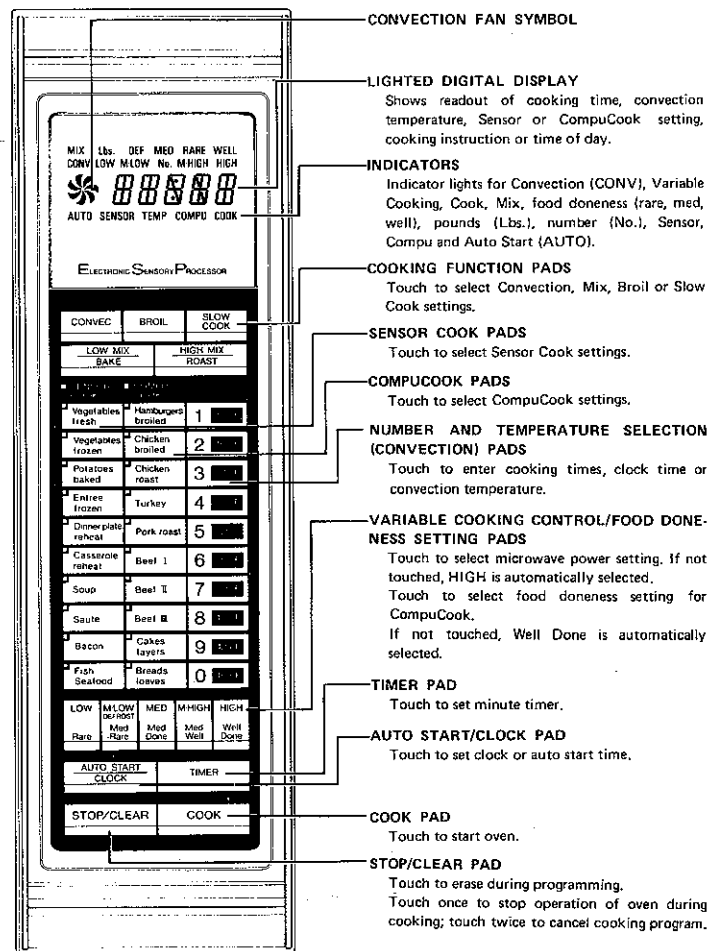 CONVECTION FAN SYMBOL
LIGHTED DIGITAL DISPLAY
Shows readout of cooking time, convection
temperature, Sensor or CompuCook setting,
cooking instruction or time of day.
MIX Lbs. DEF MED RARE WELL
CONV LOW M·LOW No. M·HIGH HIGH
AUTO SENSOR TEMP COMPU COOK
INDICATORS
Indicator lights for Convection (CONV), Variable
Cooking, Cook, Mix, food doneness (rare, med,
well), pounds (Lbs.), number (No.), Sensor,
Compu and Auto Start (AUTO).
ELECTRONIC SENSORY PROCESSOR
COOKING FUNCTION PADS
Touch to select Convection, Mix, Broil or Slow
Cook settings.
CONVEC BROIL SLOW
COOK
LOW MIX HIGH MIX
BAKE ROAST
SENSOR COOK PADS
Touch to select Sensor Cook settings.
COMPUCOOK PADS
Touch to select CompuCook settings.
NUMBER AND TEMPERATURE SELECTION
(CONVECTION) PADS
Touch to enter cooking times, clock time or
convection temperature.
Vegetables Hamburgers 1
fresh broiled
Vegetables Chicken 2
frozen broiled
Potatoes Chicken 3
baked roast
Entree Turkey 4
frozen
Dinner plate Pork roast 5
reheat
Casserole Beef I 6
reheat
Soup Beef II 7
Saute Beef III 8
Bacon Cakes 9
layers
Fish Breads 0
Seafood loaves
VARIABLE COOKING CONTROL/FOOD DONE-
NESS SETTING PADS
Touch to select microwave power setting. If not
touched, HIGH is automatically selected.
Touch to select food doneness setting for
CompuCook.
If not touched, Well Done is automatically
selected.
LOW M·LOW MED M·HIGH HIGH
DEFROST
Rare Med Med Med Well
-Rare Done Well Done
TIMER PAD
Touch to set minute timer.
AUTO START/CLOCK PAD
Touch to set clock or auto start time.
AUTO START TIMER
CLOCK
STOP/CLEAR COOK
COOK PAD
Touch to start oven.
STOP/CLEAR PAD
Touch to erase during programming.
Touch once to stop operation of oven during
cooking; touch twice to cancel cooking program.